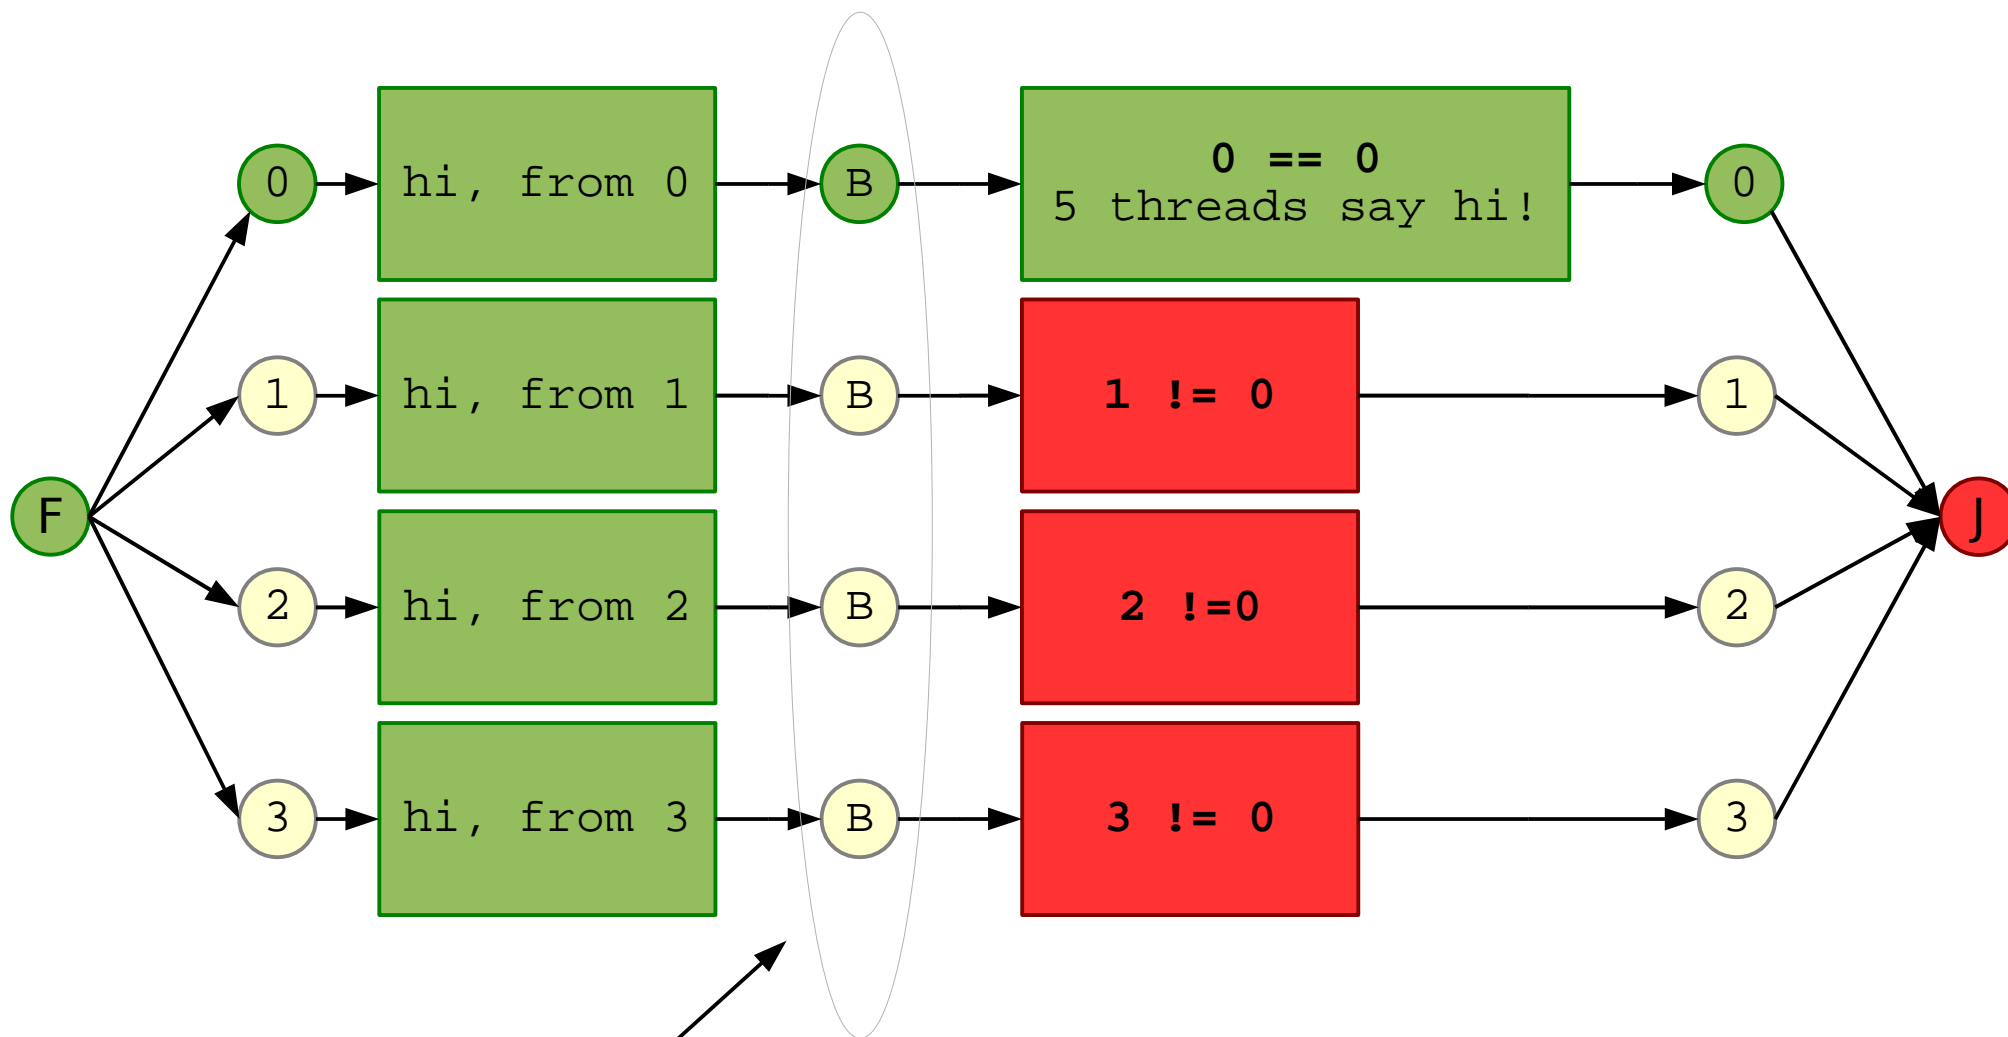 0
hi, from 0
B
0 == 0
5 threads say hi!
0
1
hi, from 1
B
1 != 0
1
F
J
2
hi, from 2
B
2 !=0
2
3
hi, from 3
B
3 != 0
3